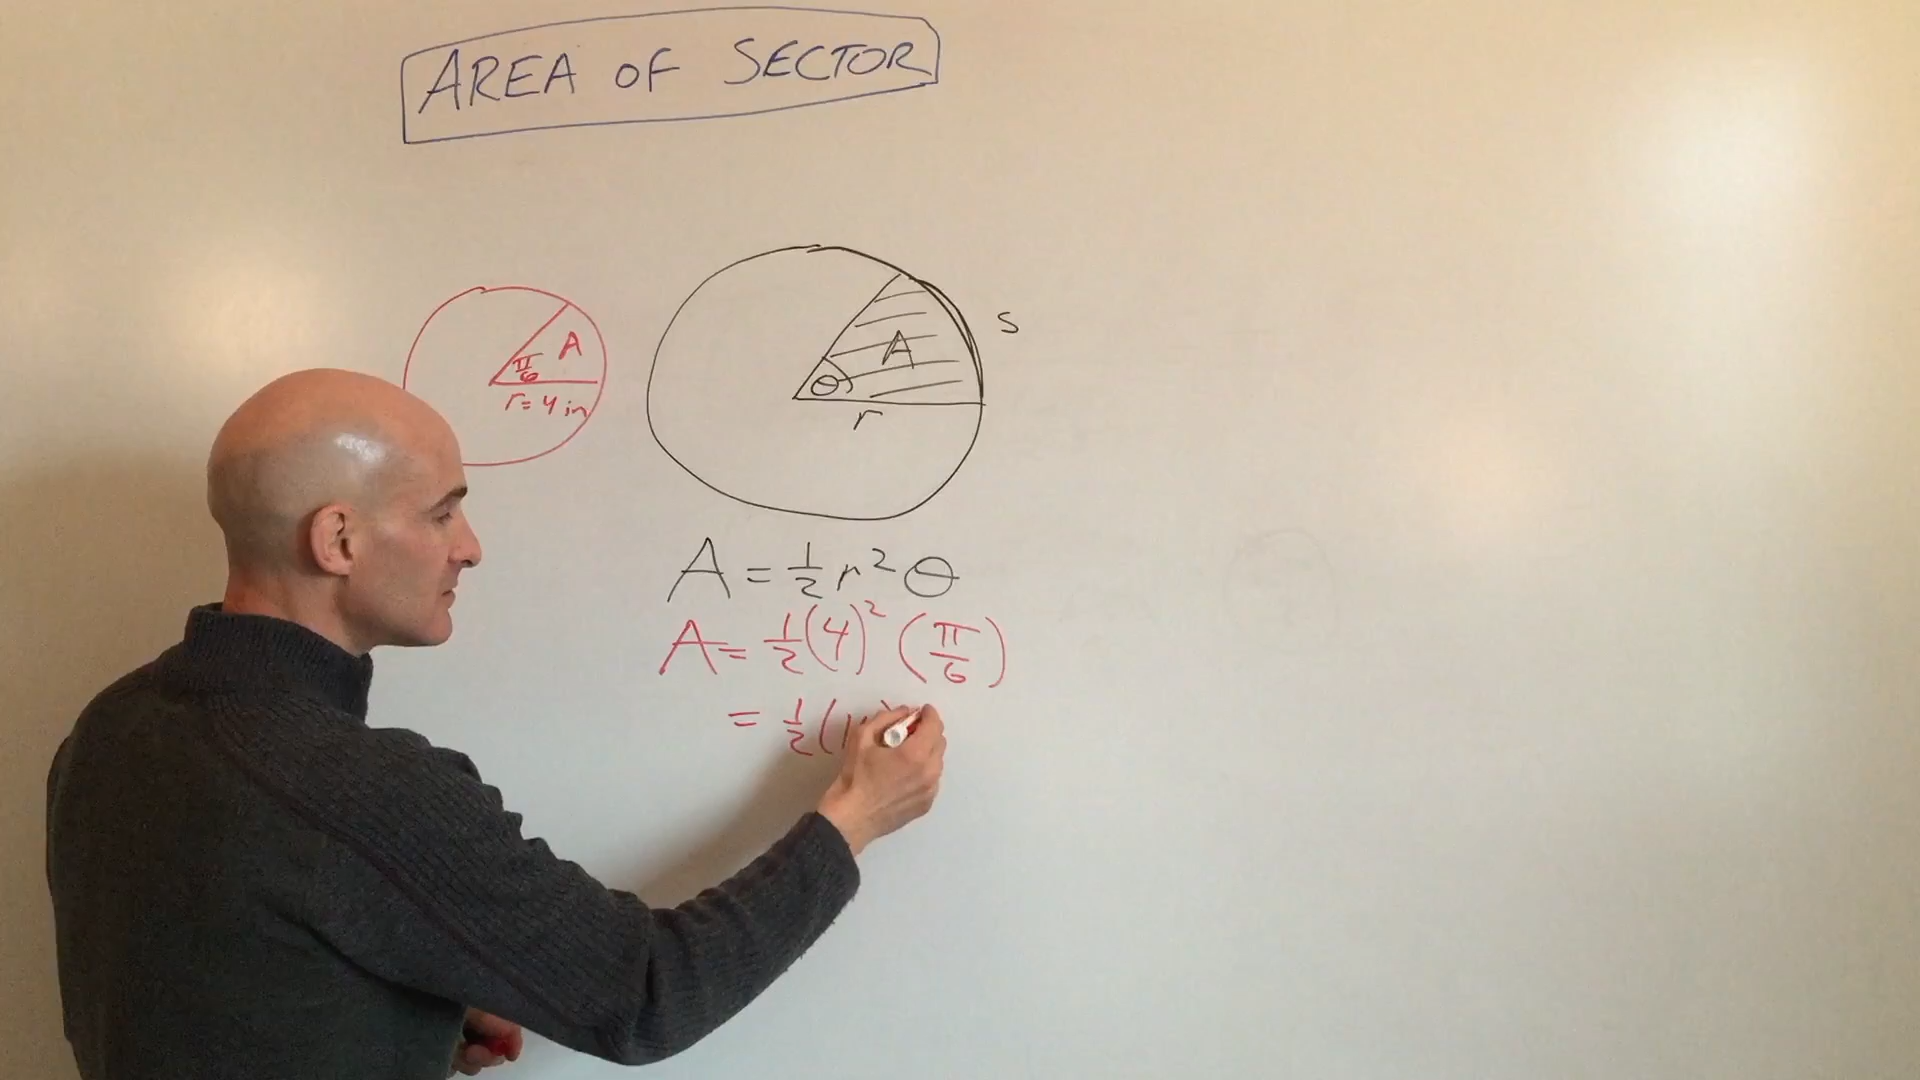 AREA OF SECTOR
A
π/6
r = 4 in
S
A
θ
r
A = 1/2 r² θ
A = 1/2 (4)² (π/6)
= 1/2 (1